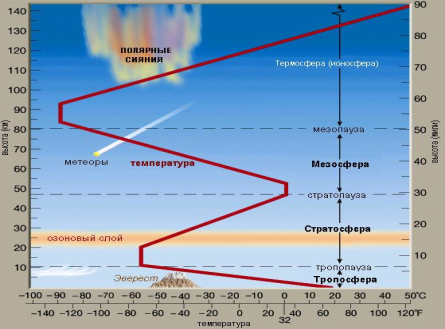 140
130
120
110
100
90
80
70
60
50
40
30
20
10
высота (км)
90
80
70
60
50
40
30
20
10
высота (мили)
ПОЛЯРНЫЕ
СИЯНИЯ
Термосфера (ионосфера)
мезопауза
метеоры
температура
Мезосфера
стратопауза
Стратосфера
озоновый слой
тропопауза
Эверест
Тропосфера
-100 -90 -80 -70 -60 -50 -40 -30 -20 -10 0 10 20 30 40 50°C
-140 -120 -100 -80 -60 -40 -20 0 20 32 40 60 80 100 120°F
температура